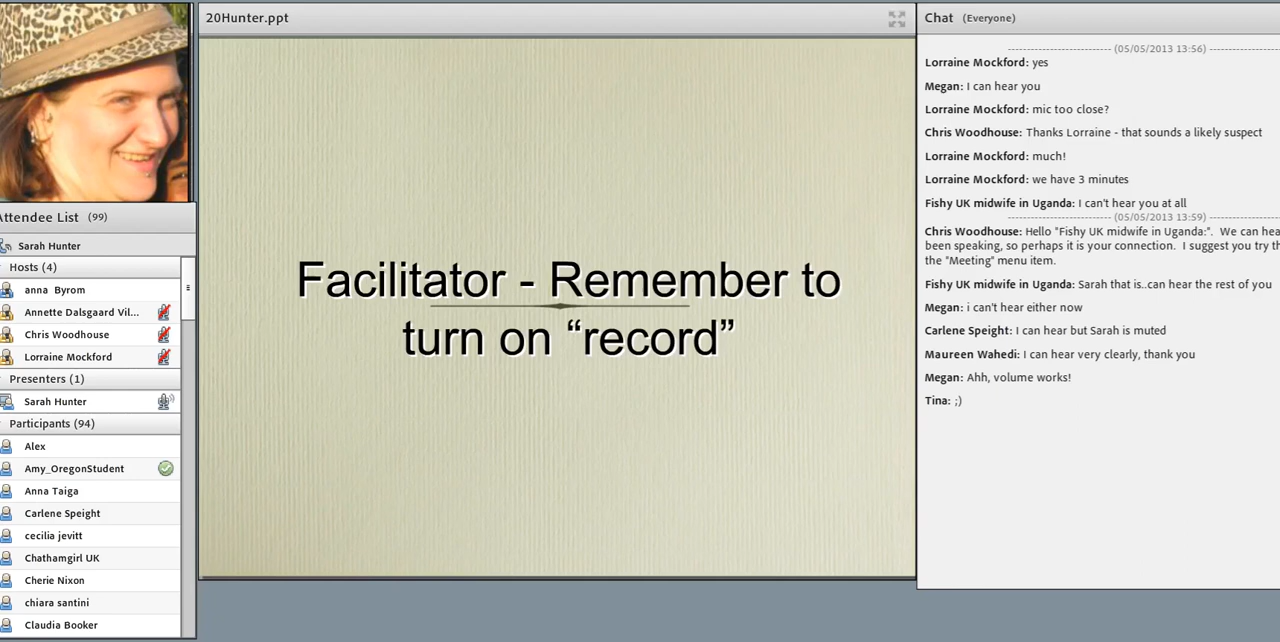 20Hunter.ppt
Facilitator - Remember to
turn on “record”
Attendee List (99)
Sarah Hunter
Hosts (4)
anna Byrom
Annette Dalsgaard Vil...
Chris Woodhouse
Lorraine Mockford
Presenters (1)
Sarah Hunter
Participants (94)
Alex
Amy_OregonStudent
Anna Taiga
Carlene Speight
cecilia jevitt
Chathamgirl UK
Cherie Nixon
chiara santini
Claudia Booker
Chat (Everyone)
(05/05/2013 13:56)
Lorraine Mockford: yes
Megan: I can hear you
Lorraine Mockford: mic too close?
Chris Woodhouse: Thanks Lorraine - that sounds a likely suspect
Lorraine Mockford: much!
Lorraine Mockford: we have 3 minutes
Fishy UK midwife in Uganda: I can't hear you at all
(05/05/2013 13:59)
Chris Woodhouse: Hello "Fishy UK midwife in Uganda:". We can
been speaking, so perhaps it is your connection. I suggest you try
the "Meeting" menu item.
Fishy UK midwife in Uganda: Sarah that is..can hear the rest of you
Megan: i can't hear either now
Carlene Speight: I can hear but Sarah is muted
Maureen Wahedi: I can hear very clearly, thank you
Megan: Ahh, volume works!
Tina: ;)